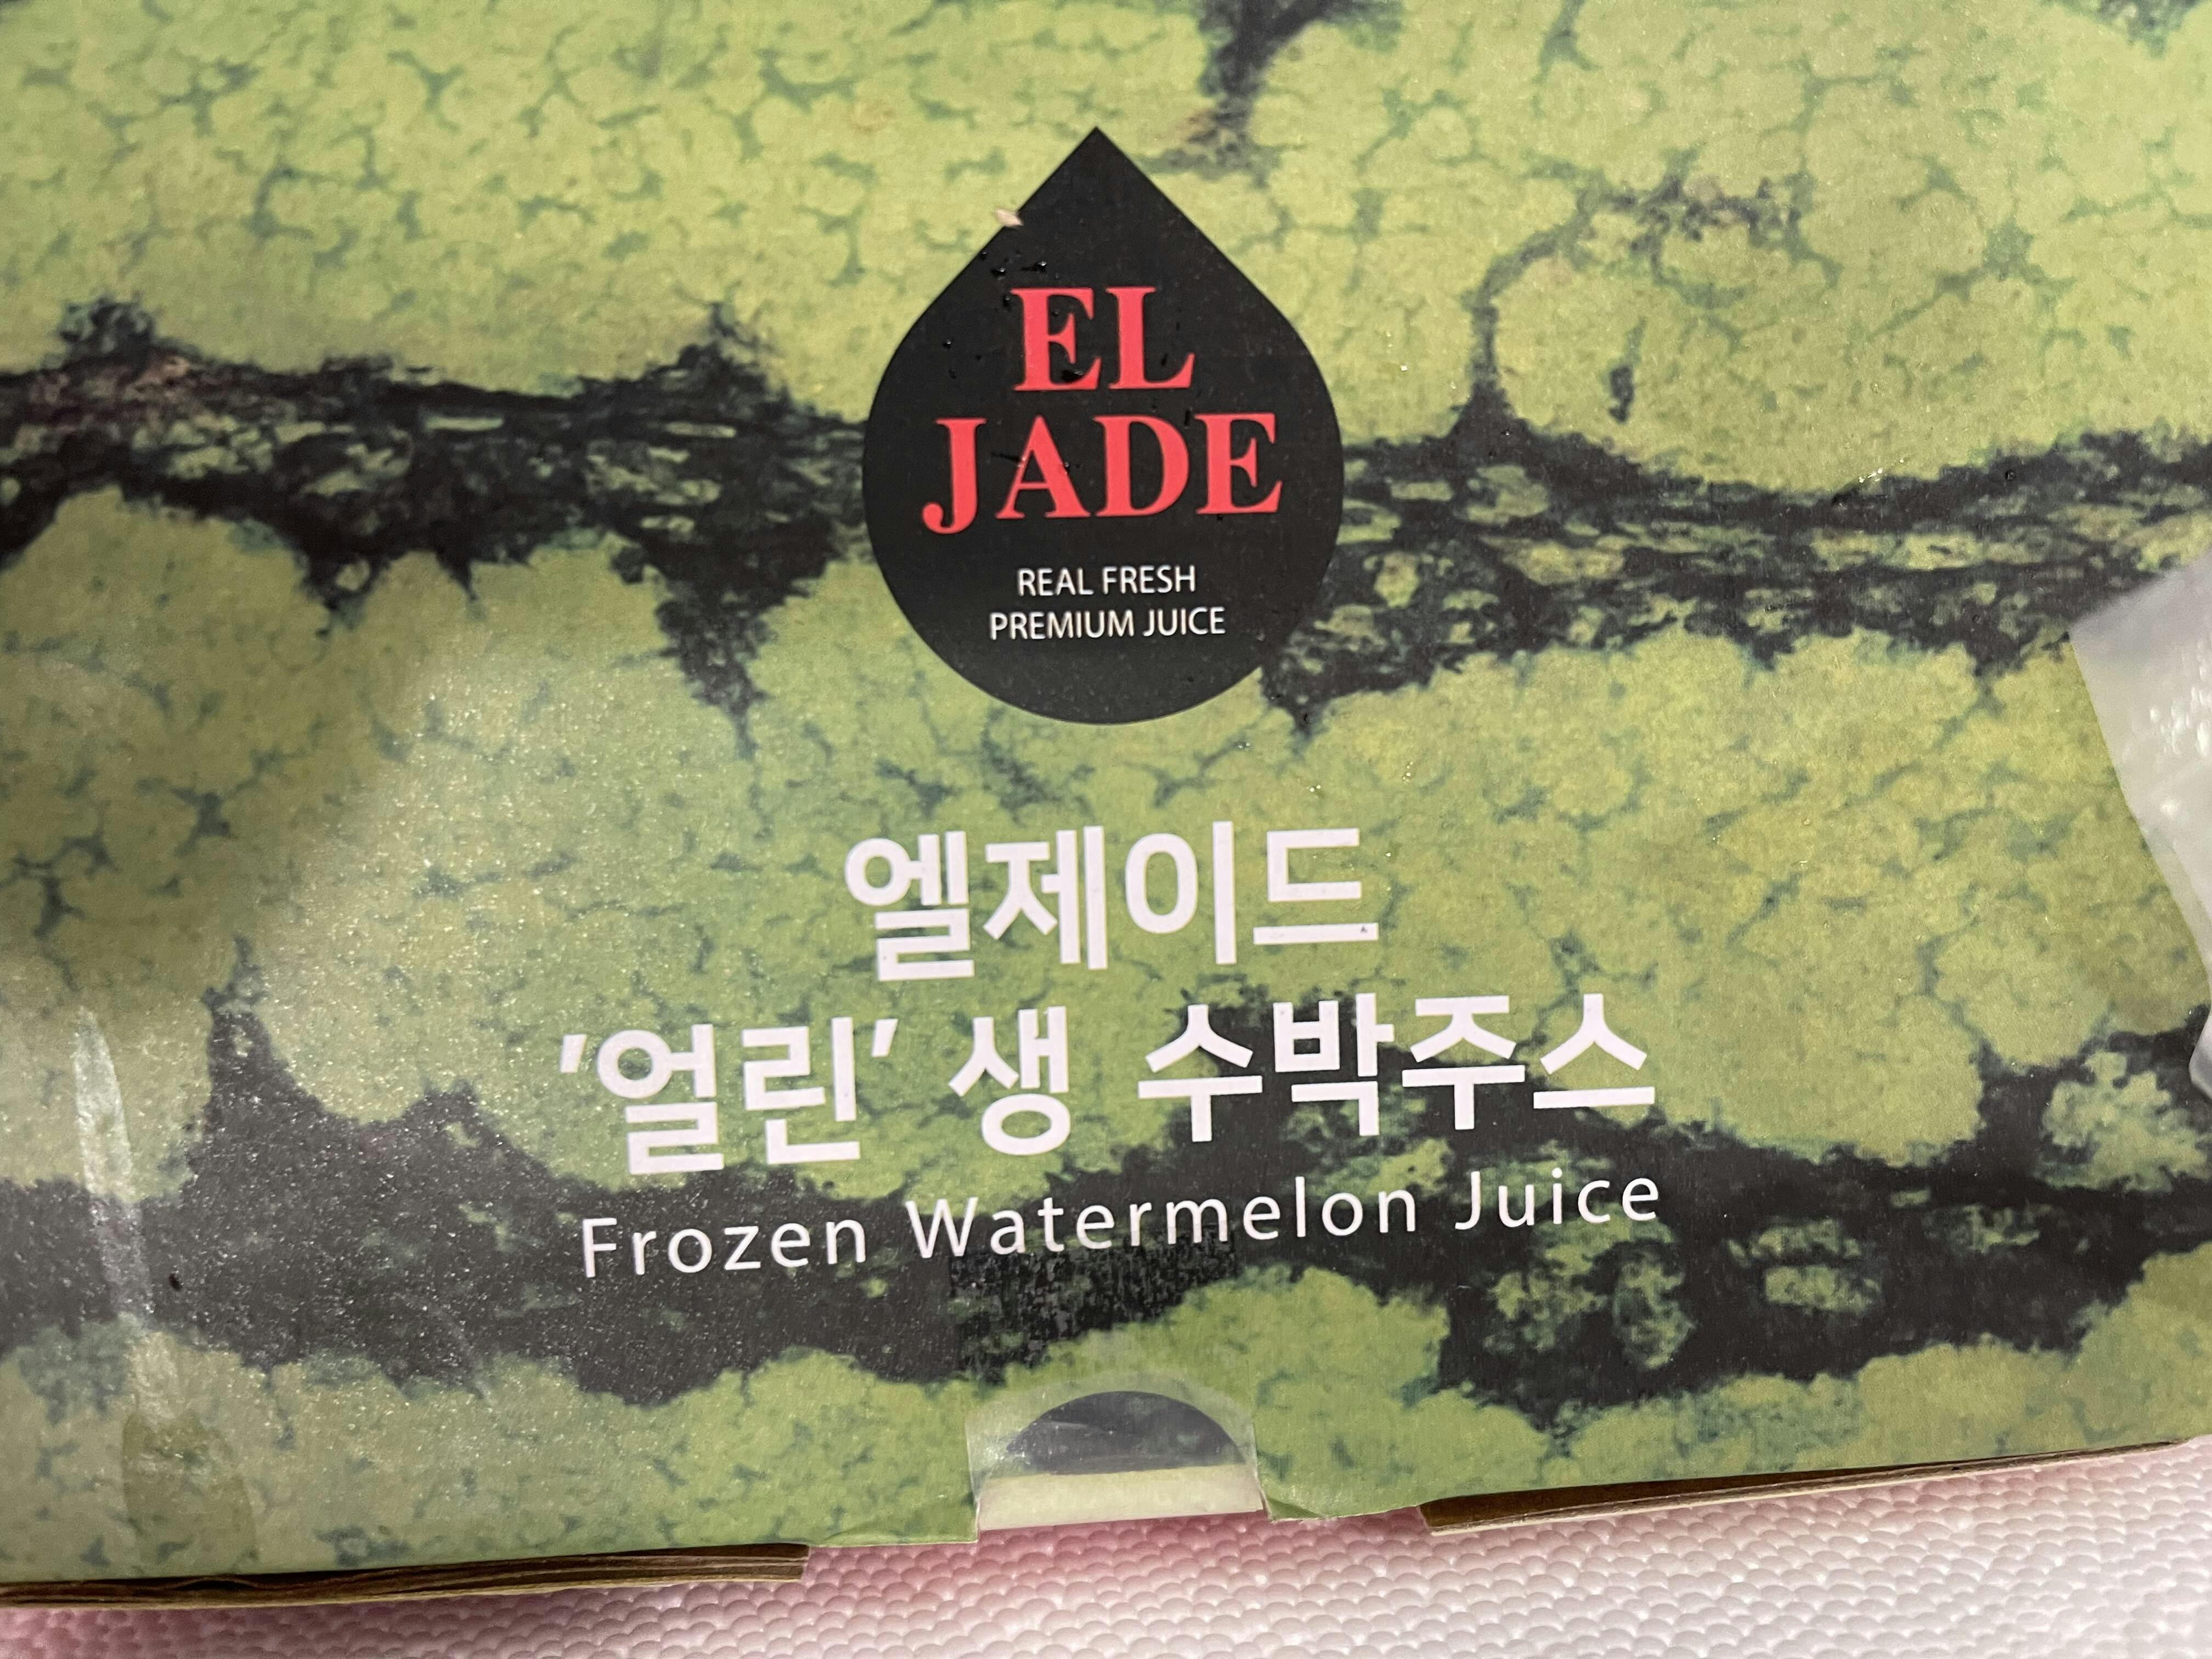 EL
JADE
REAL FRESH
PREMIUM JUICE
엘제이드
'얼린' 생 수박주스
Frozen Watermelon Juice